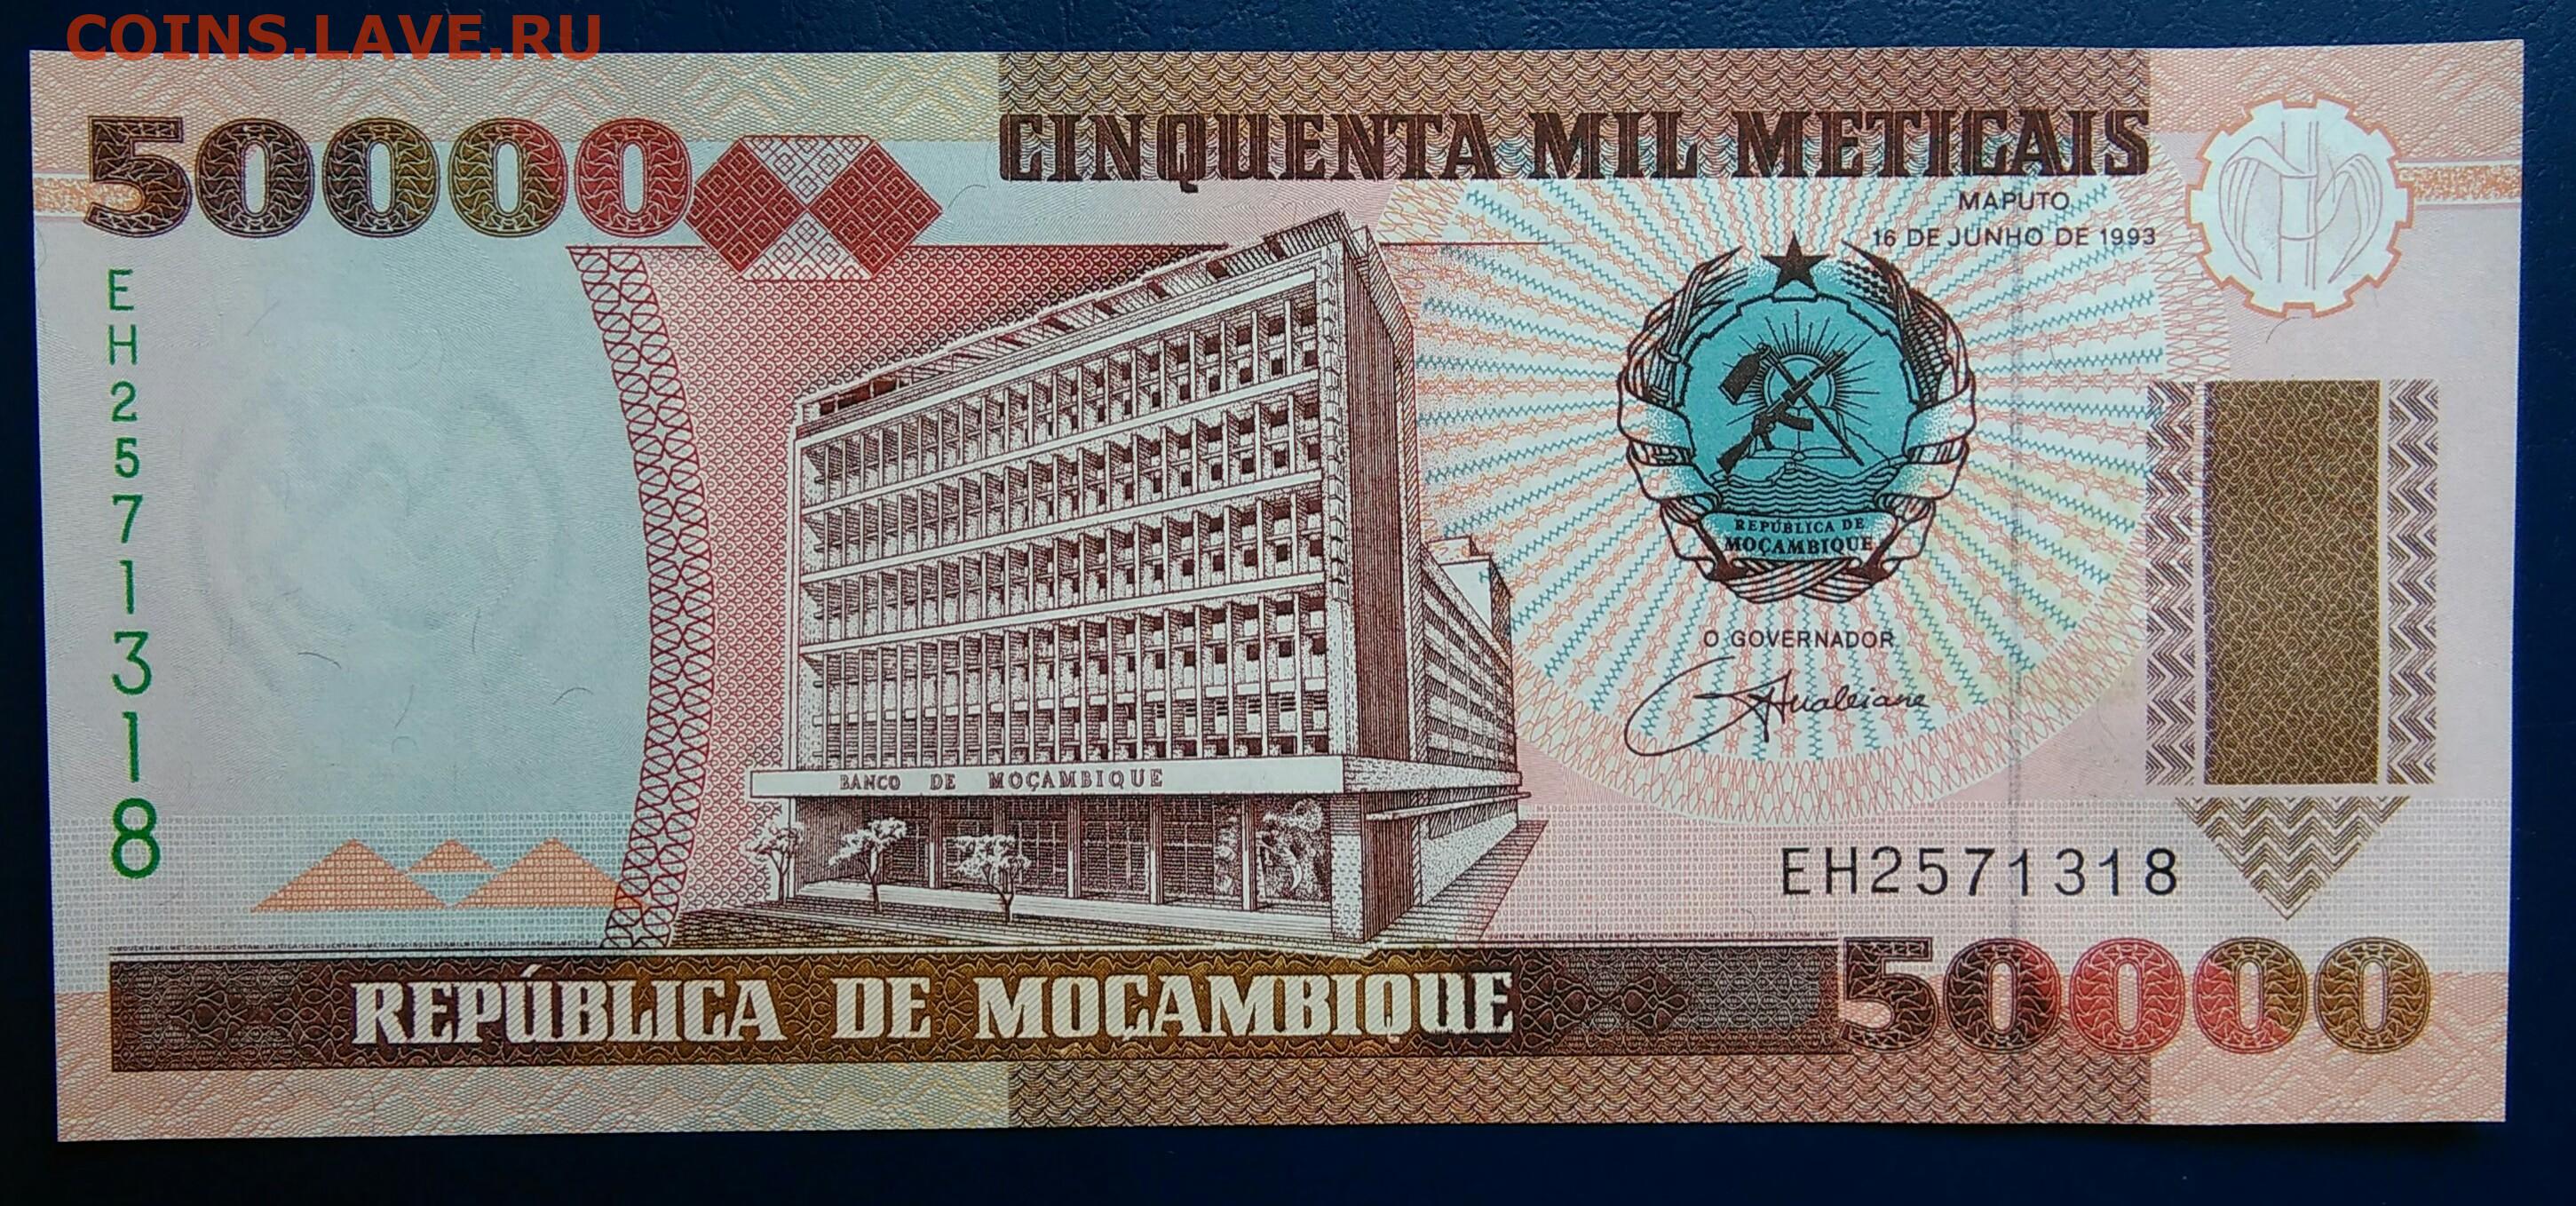 COINS.LAVE.RU
50000
CINQUENTA MIL METICAIS
MAPUTO
16 DE JUNHO DE 1993
EH2571318
REPÚBLICA DE
MOÇAMBIQUE
O GOVERNADOR
BANCO DE MOÇAMBIQUE
EH2571318
REPÚBLICA DE MOÇAMBIQUE
50000